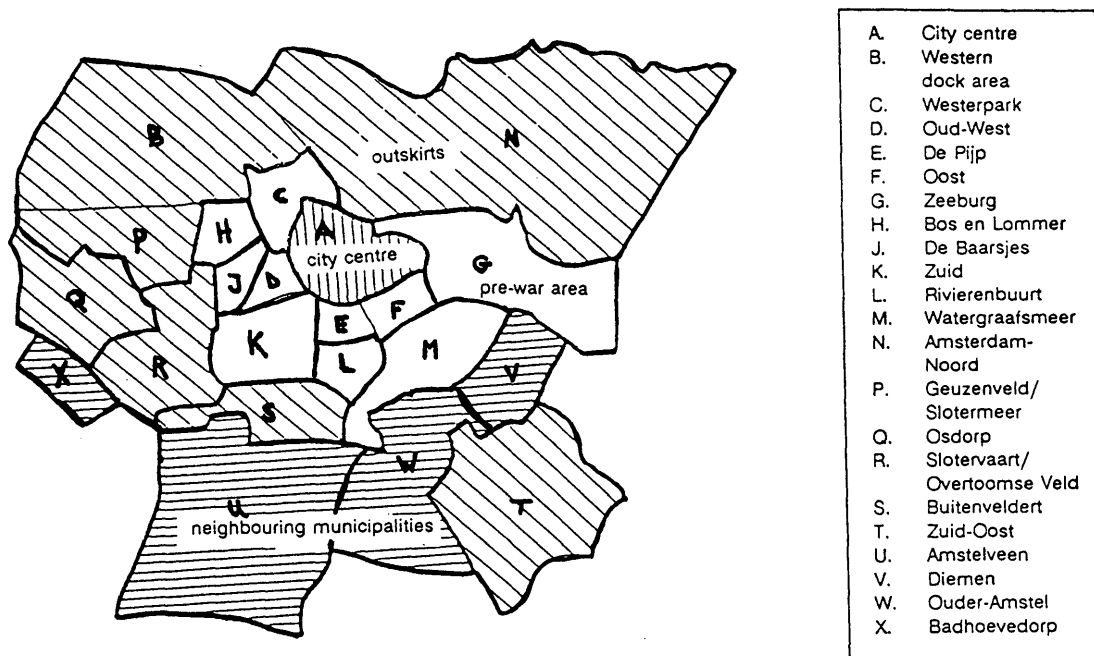 B
N
outskirts
C
P
H
A
city centre
J
D
G
pre-war area
Q
F
E
K
M
L
V
X
R
S
W
T
U
neighbouring municipalities
A. City centre
B. Western
dock area
C. Westerpark
D. Oud-West
E. De Pijp
F. Oost
G. Zeeburg
H. Bos en Lommer
J. De Baarsjes
K. Zuid
L. Rivierenbuurt
M. Watergraafsmeer
N. Amsterdam-
Noord
P. Geuzenveld/
Slotermeer
Q. Osdorp
R. Slotervaart/
Overtoomse Veld
S. Buitenveldert
T. Zuid-Oost
U. Amstelveen
V. Diemen
W. Ouder-Amstel
X. Badhoevedorp